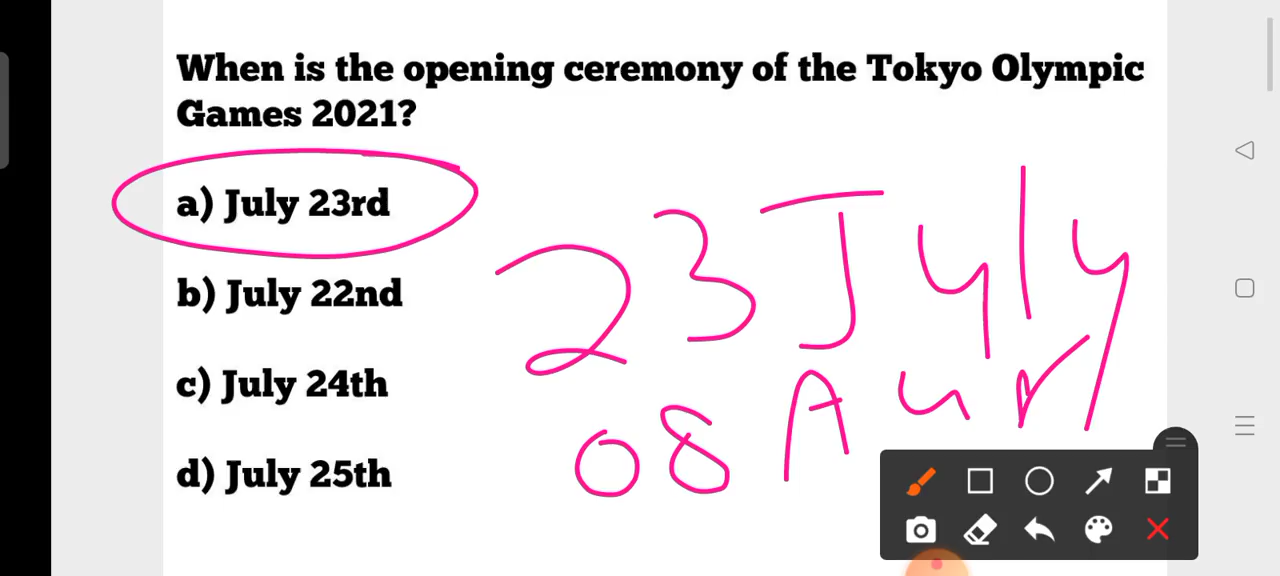 When is the opening ceremony of the Tokyo Olympic
Games 2021?
a) July 23rd
23 July
b) July 22nd
c) July 24th
08
d) July 25th